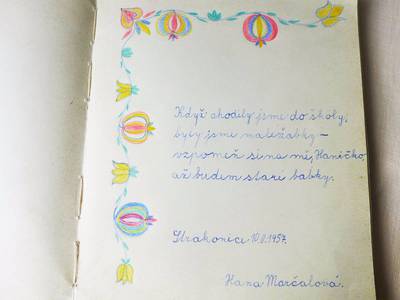 Když chodily jsme do školy,
byly jsme malé žabky –
vzpomeň si na mě, Haničko,
až budem staré babky.
Strakonice 10.II.1957.
Hana Marčalová.